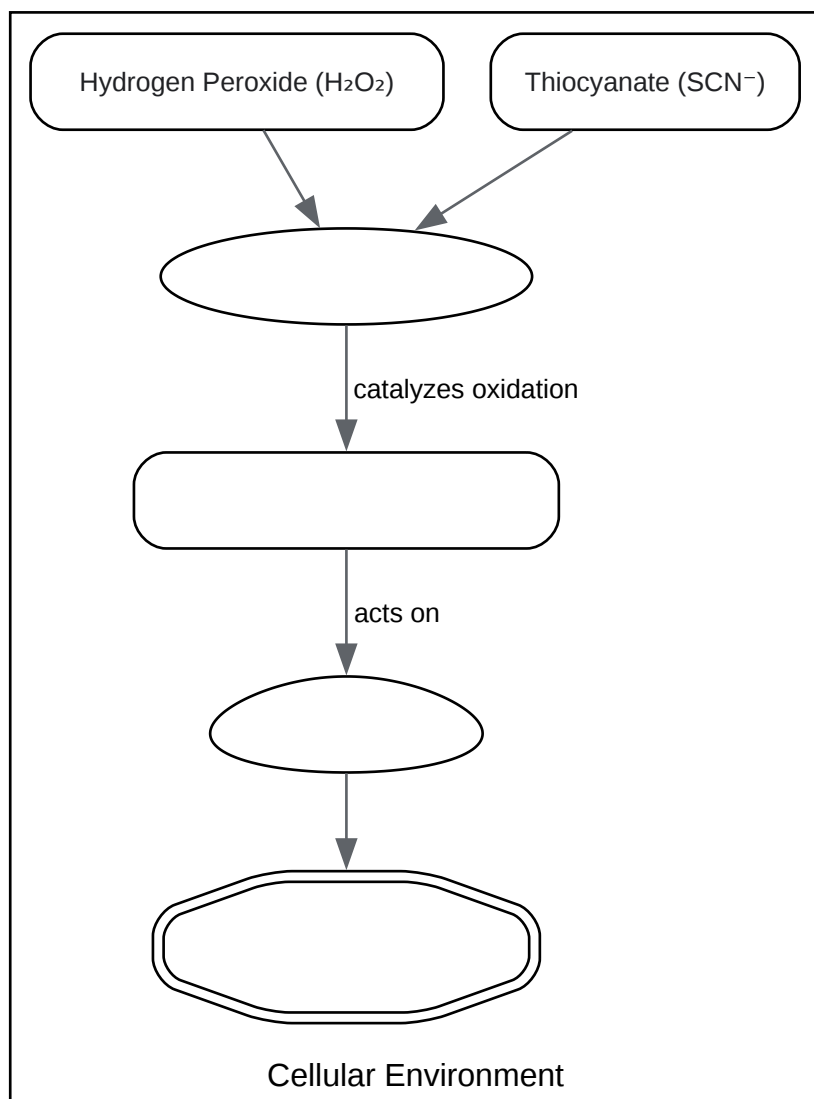 Hydrogen Peroxide (H₂O₂)
Thiocyanate (SCN⁻)
catalyzes oxidation
acts on
Cellular Environment